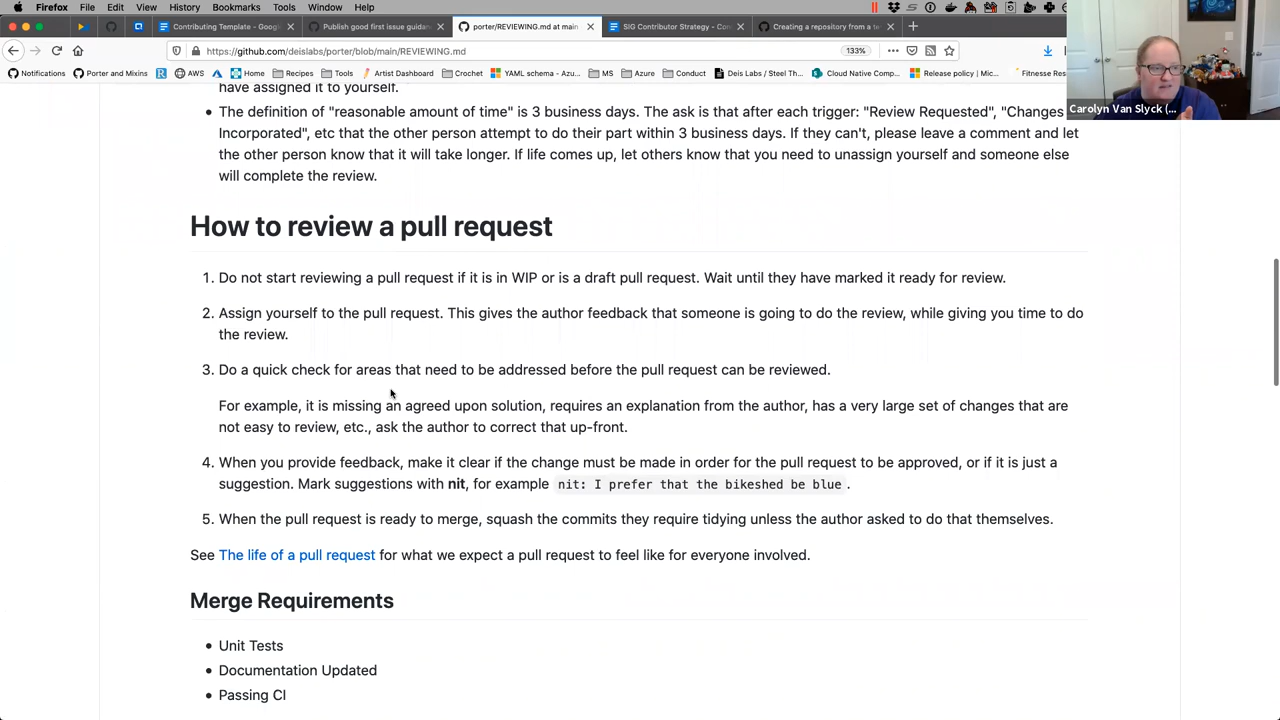 Firefox File Edit View History Bookmarks Tools Window Help
Contributing Template - Google
Publish good first issue guidan
porter/REVIEWING.md at main
SIG Contributor Strategy - Con
Creating a repository from a te
https://github.com/deislabs/porter/blob/main/REVIEWING.md
133%
Notifications Porter and Mixins AWS Home Recipes Tools Artist Dashboard Crochet YAML schema - Azu... MS Azure Conduct Deis Labs / Steel Th... Cloud Native Comp... Release policy | Mic... Fitness Reso
Carolyn Van Slyck (...
have assigned it to yourself.
The definition of "reasonable amount of time" is 3 business days. The ask is that after each trigger: "Review Requested", "Changes
Incorporated", etc that the other person attempt to do their part within 3 business days. If they can't, please leave a comment and let
the other person know that it will take longer. If life comes up, let others know that you need to unassign yourself and someone else
will complete the review.
How to review a pull request
1. Do not start reviewing a pull request if it is in WIP or is a draft pull request. Wait until they have marked it ready for review.
2. Assign yourself to the pull request. This gives the author feedback that someone is going to do the review, while giving you time to do
the review.
3. Do a quick check for areas that need to be addressed before the pull request can be reviewed.
For example, it is missing an agreed upon solution, requires an explanation from the author, has a very large set of changes that are
not easy to review, etc., ask the author to correct that up-front.
4. When you provide feedback, make it clear if the change must be made in order for the pull request to be approved, or if it is just a
suggestion. Mark suggestions with nit, for example nit: I prefer that the bikeshed be blue .
5. When the pull request is ready to merge, squash the commits they require tidying unless the author asked to do that themselves.
See The life of a pull request for what we expect a pull request to feel like for everyone involved.
Merge Requirements
Unit Tests
Documentation Updated
Passing CI